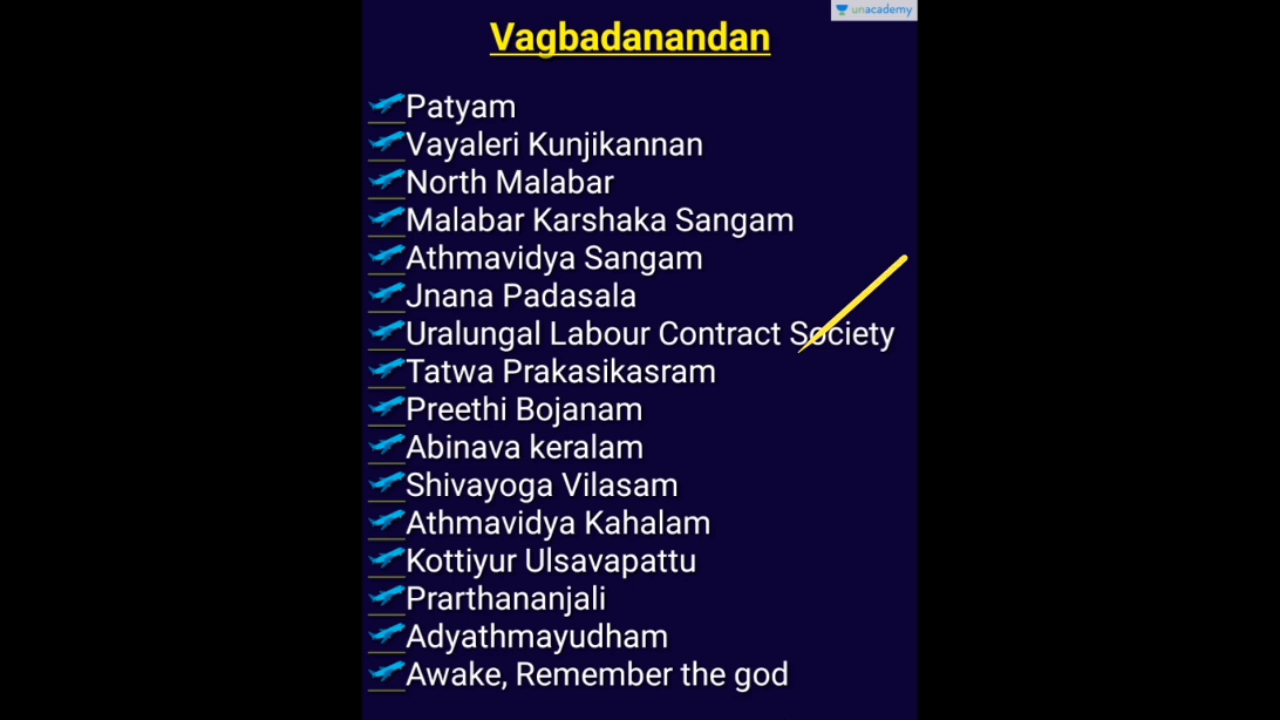 unacademy
Vagbadanandan
Patyam
Vayaleri Kunjikannan
North Malabar
Malabar Karshaka Sangam
Athmavidya Sangam
Jnana Padasala
Uralungal Labour Contract Society
Tatwa Prakasikasram
Preethi Bojanam
Abinava keralam
Shivayoga Vilasam
Athmavidya Kahalam
Kottiyur Ulsavapattu
Prarthananjali
Adyathmayudham
Awake, Remember the god